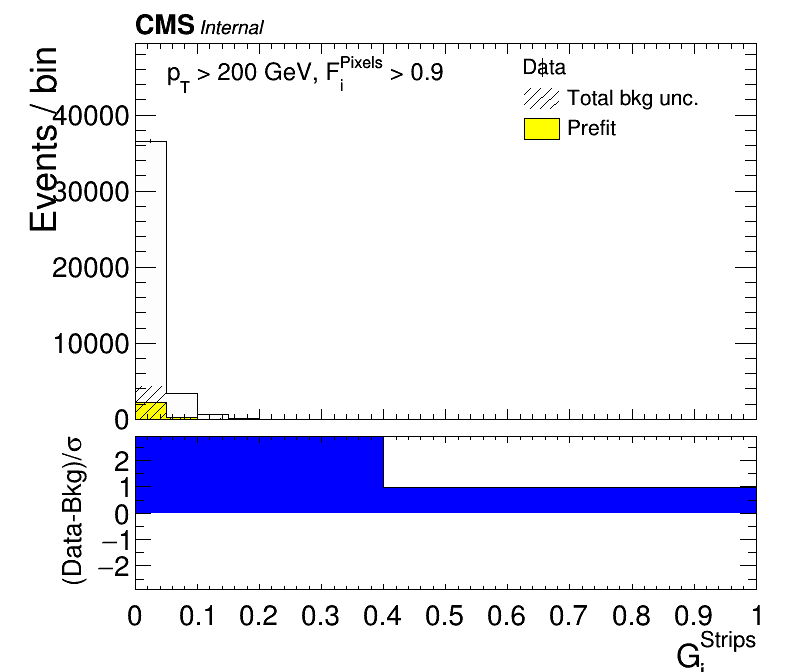 CMS Internal
p_T > 200 GeV, F_i^Pixels > 0.9
Data
Total bkg unc.
Prefit
Events / bin
40000
30000
20000
10000
0
(Data-Bkg)/σ
2
1
0
−1
−2
0 0.1 0.2 0.3 0.4 0.5 0.6 0.7 0.8 0.9 1
G_i^Strips